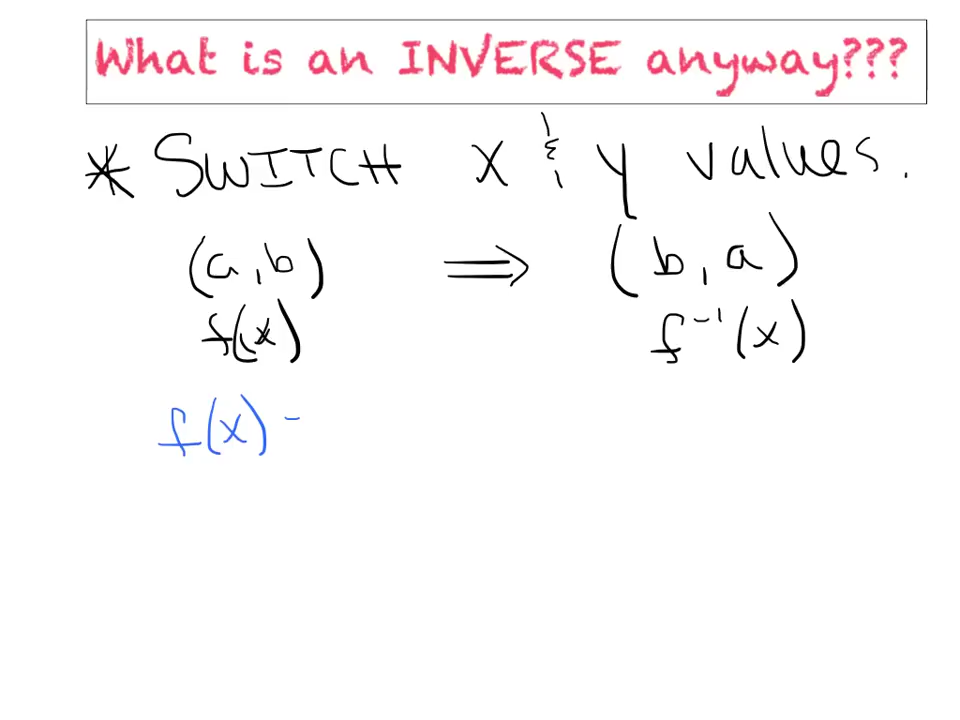 What is an INVERSE anyway???
* SWITCH x & y values.
(a, b) ⟹ (b, a)
f(x) f⁻¹(x)
f(x) -